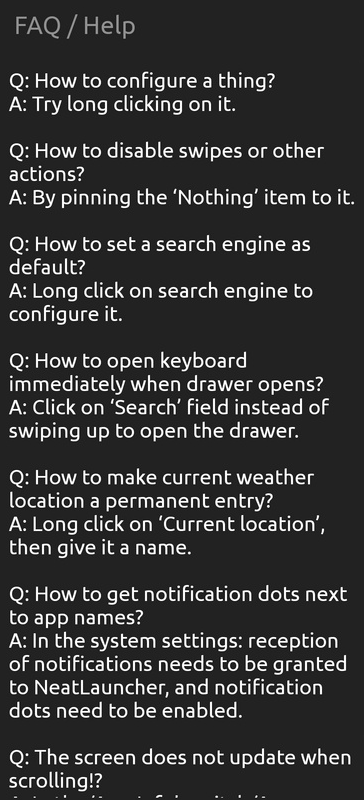 FAQ / Help
Q: How to configure a thing?
A: Try long clicking on it.
Q: How to disable swipes or other
actions?
A: By pinning the ‘Nothing’ item to it.
Q: How to set a search engine as
default?
A: Long click on search engine to
configure it.
Q: How to open keyboard
immediately when drawer opens?
A: Click on ‘Search’ field instead of
swiping up to open the drawer.
Q: How to make current weather
location a permanent entry?
A: Long click on ‘Current location’,
then give it a name.
Q: How to get notification dots next
to app names?
A: In the system settings: reception
of notifications needs to be granted
to NeatLauncher, and notification
dots need to be enabled.
Q: The screen does not update when
scrolling!?